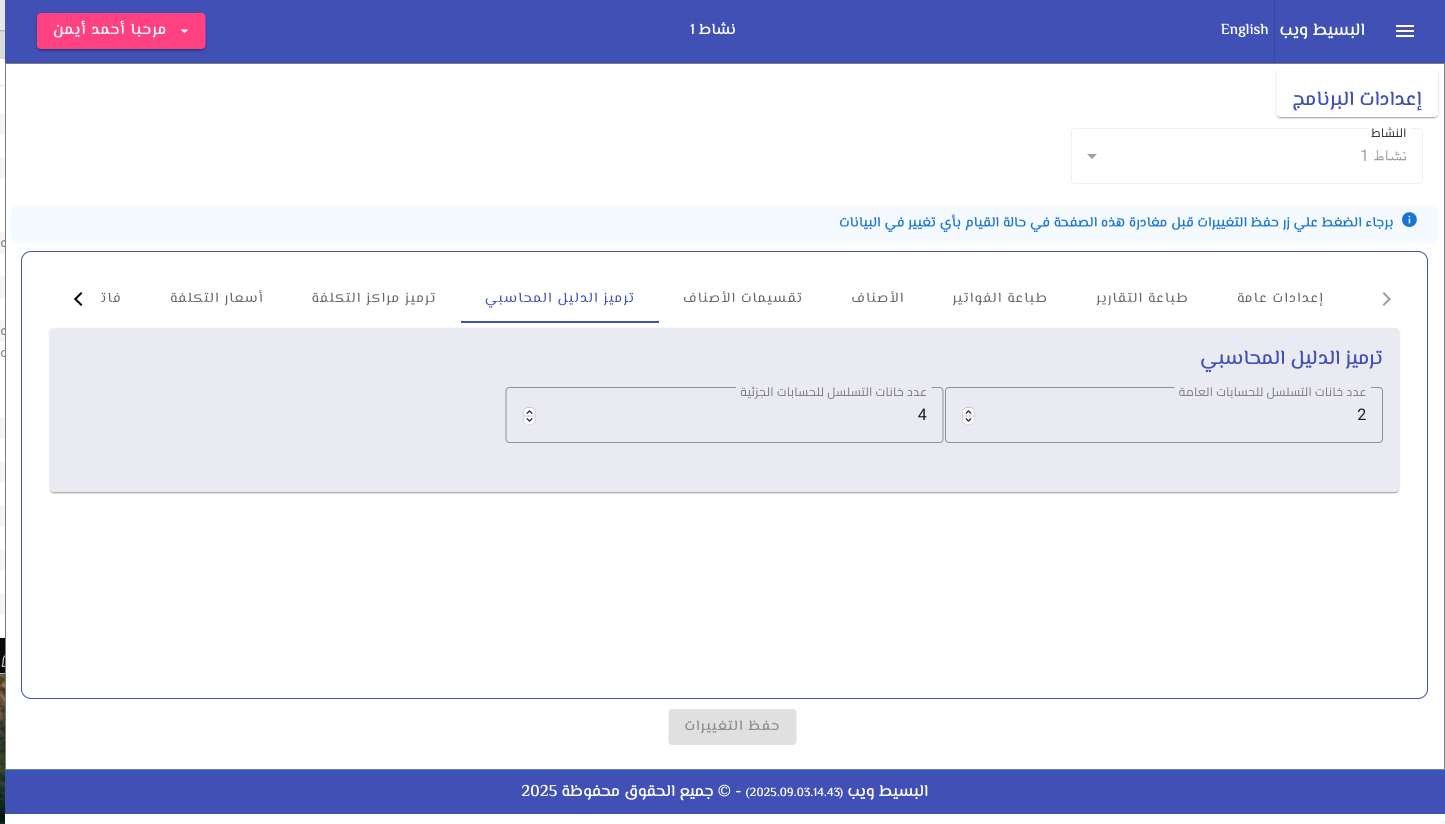 البسيط ويب English
نشاط 1
مرحبا أحمد أيمن
إعدادات البرنامج
النشاط
نشاط 1
برجاء الضغط علي زر حفظ التغييرات قبل مغادرة هذه الصفحة في حالة القيام بأي تغيير في البيانات
إعدادات عامة طباعة التقارير طباعة الفواتير الأصناف تقسيمات الأصناف ترميز الدليل المحاسبي ترميز مراكز التكلفة أسعار التكلفة
ترميز الدليل المحاسبي
عدد خانات التسلسل للحسابات العامة
2
عدد خانات التسلسل للحسابات الجزئية
4
حفظ التغييرات
البسيط ويب (2025.09.03.14.43) - © جميع الحقوق محفوظة 2025